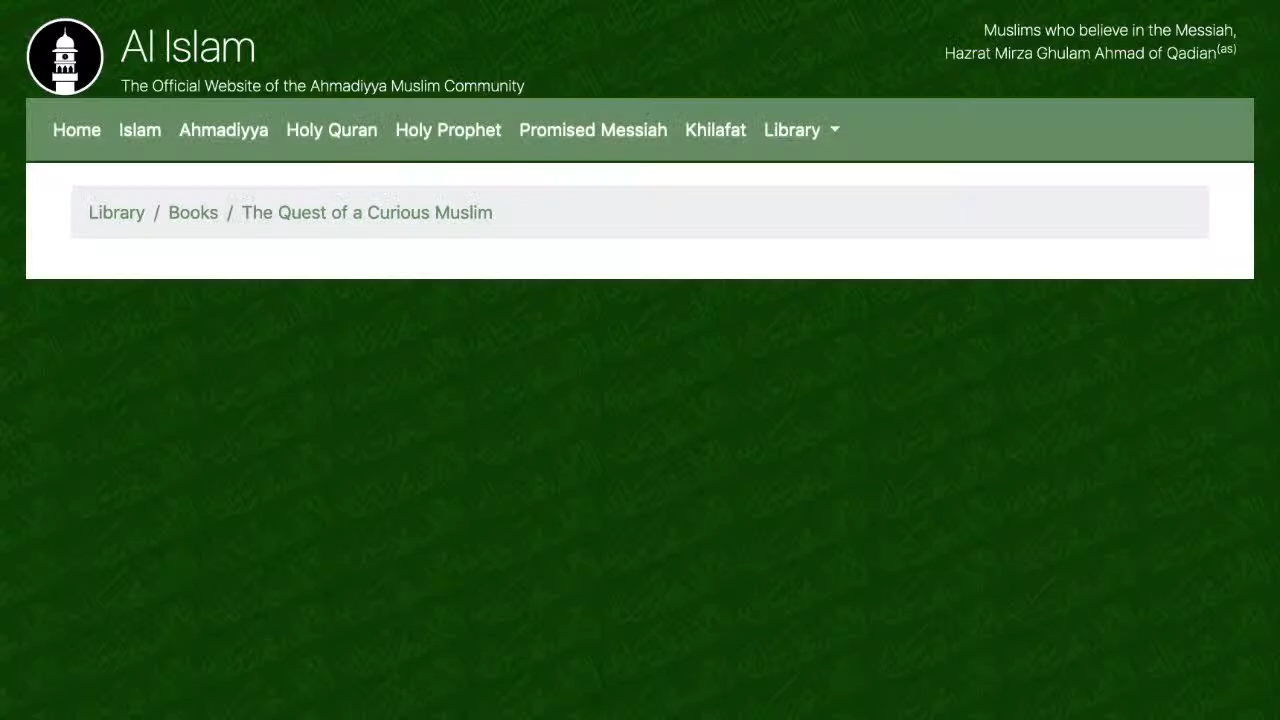 Al Islam
The Official Website of the Ahmadiyya Muslim Community
Muslims who believe in the Messiah,
Hazrat Mirza Ghulam Ahmad of Qadian(as)
Home Islam Ahmadiyya Holy Quran Holy Prophet Promised Messiah Khilafat Library
Library / Books / The Quest of a Curious Muslim